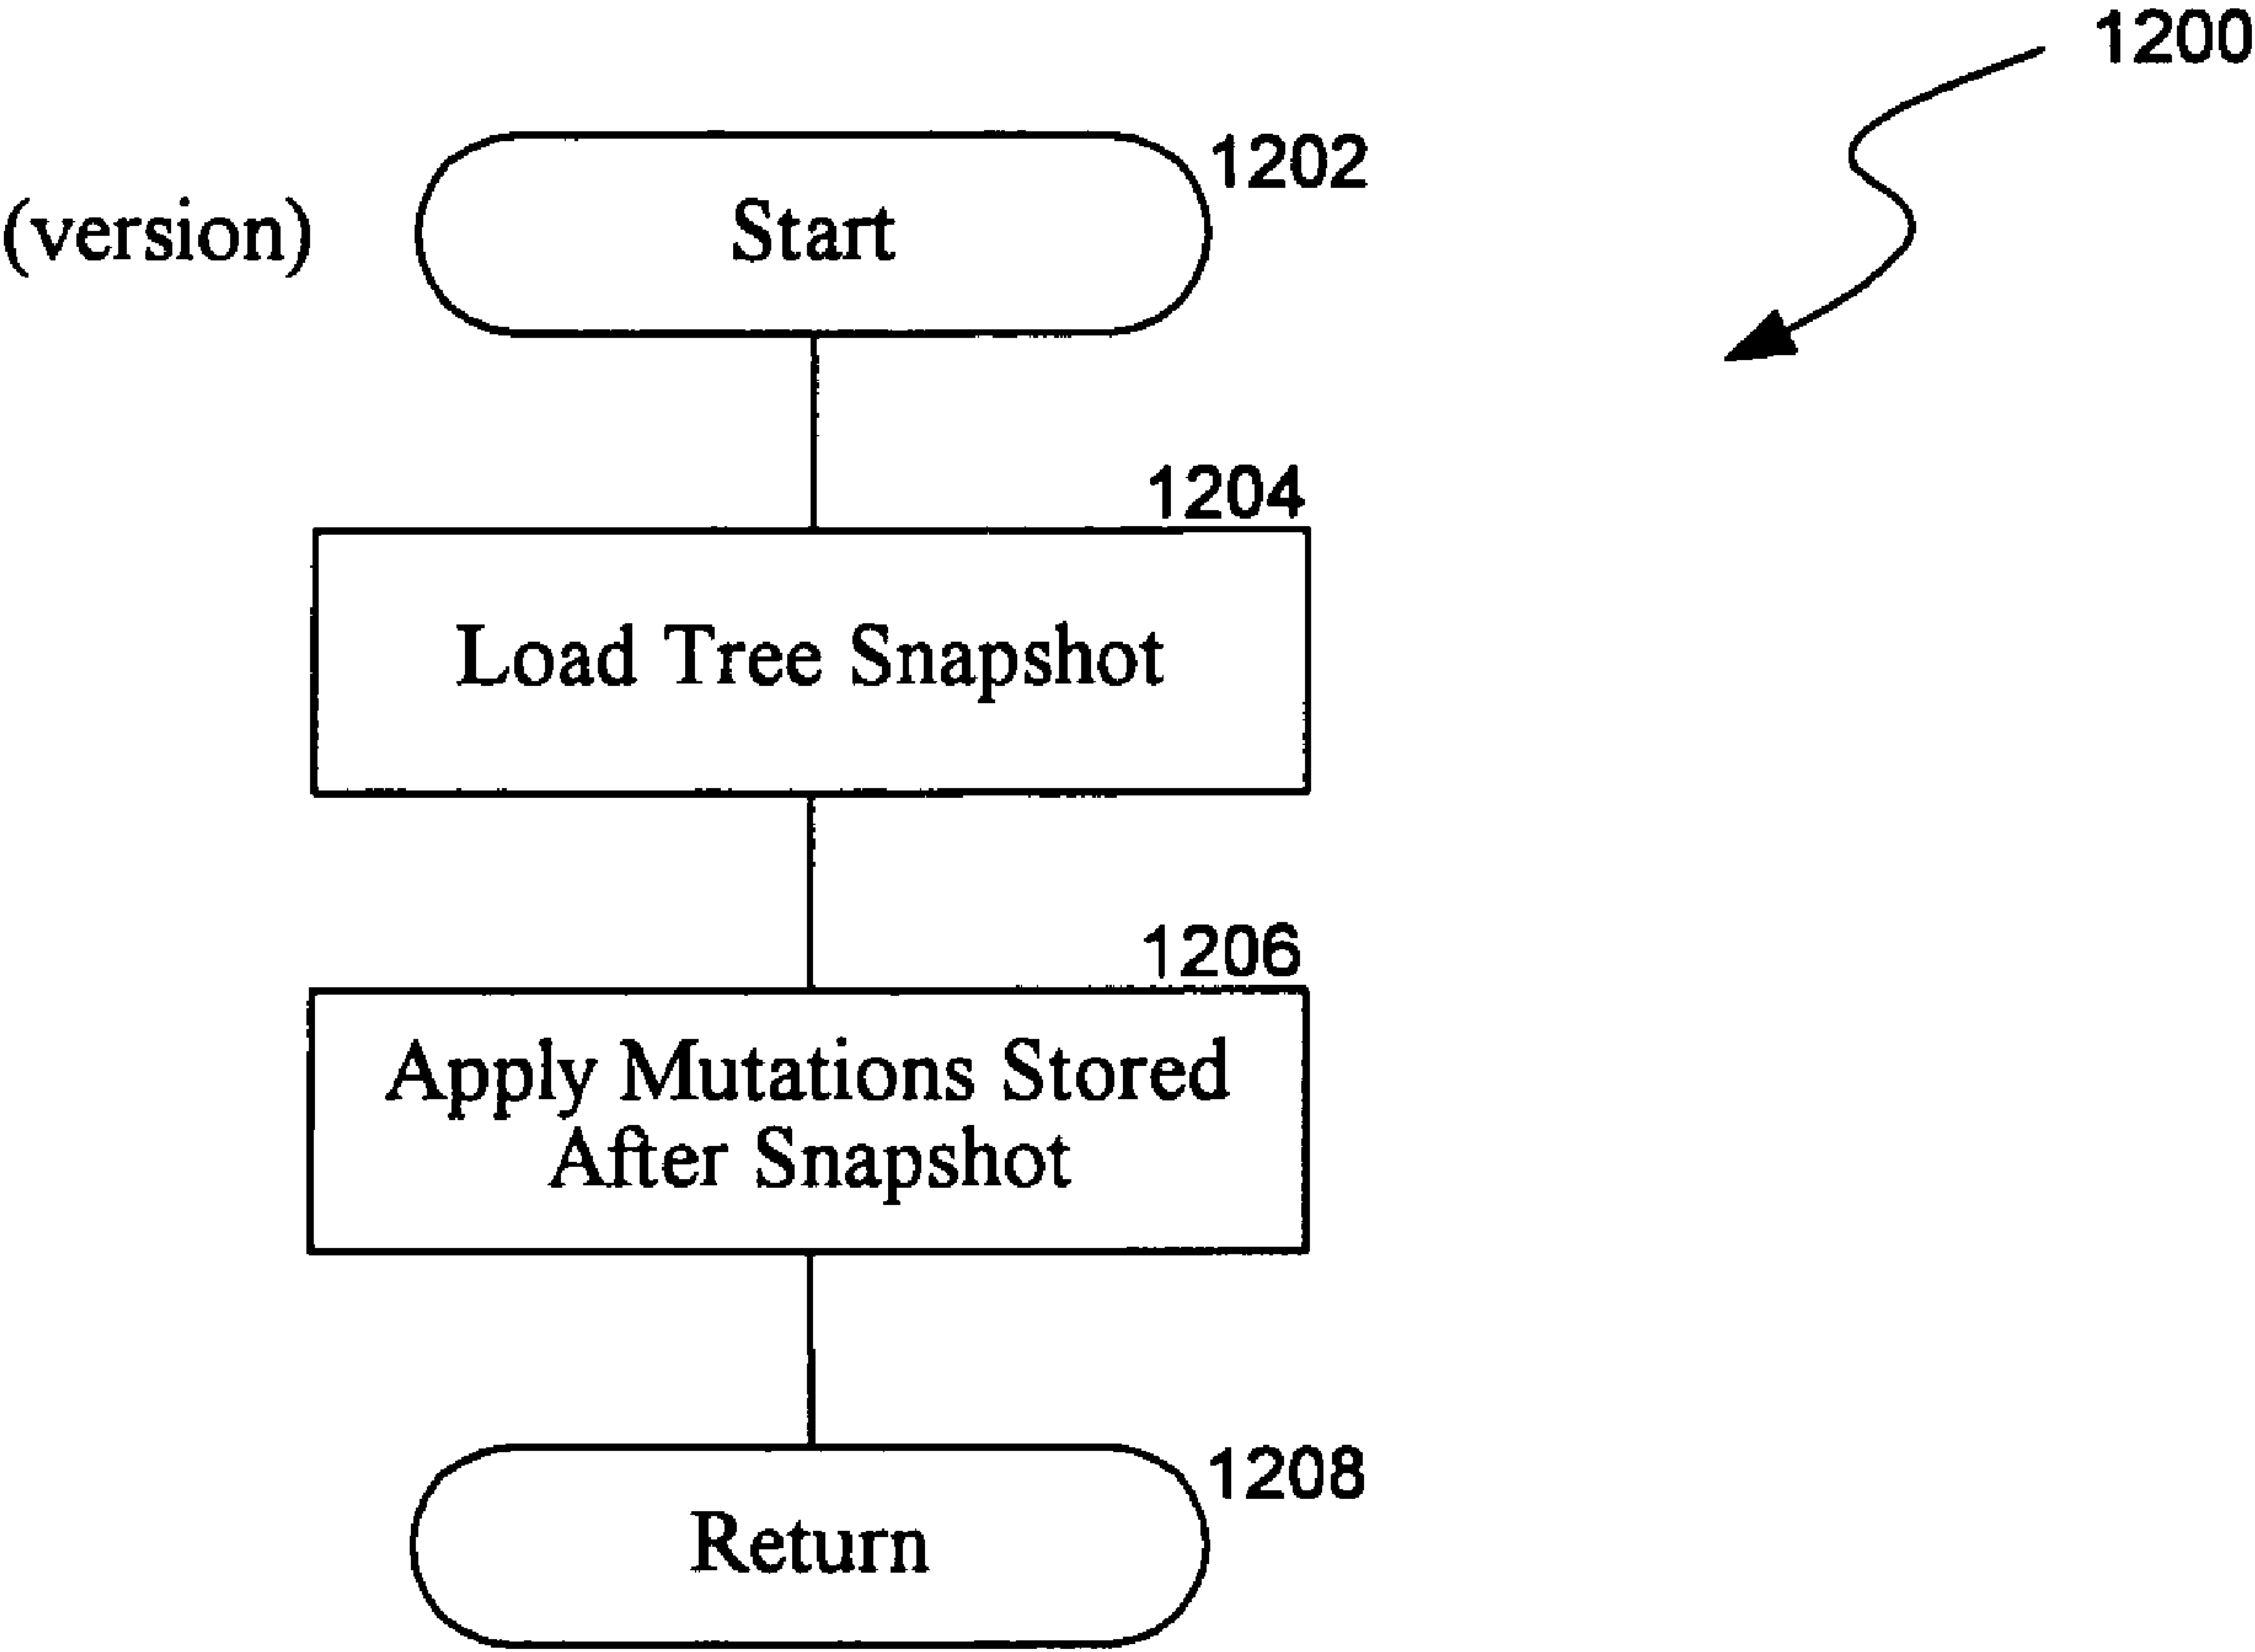 1200
1202
(version)
Start
1204
Load Tree Snapshot
1206
Apply Mutations Stored
After Snapshot
1208
Return